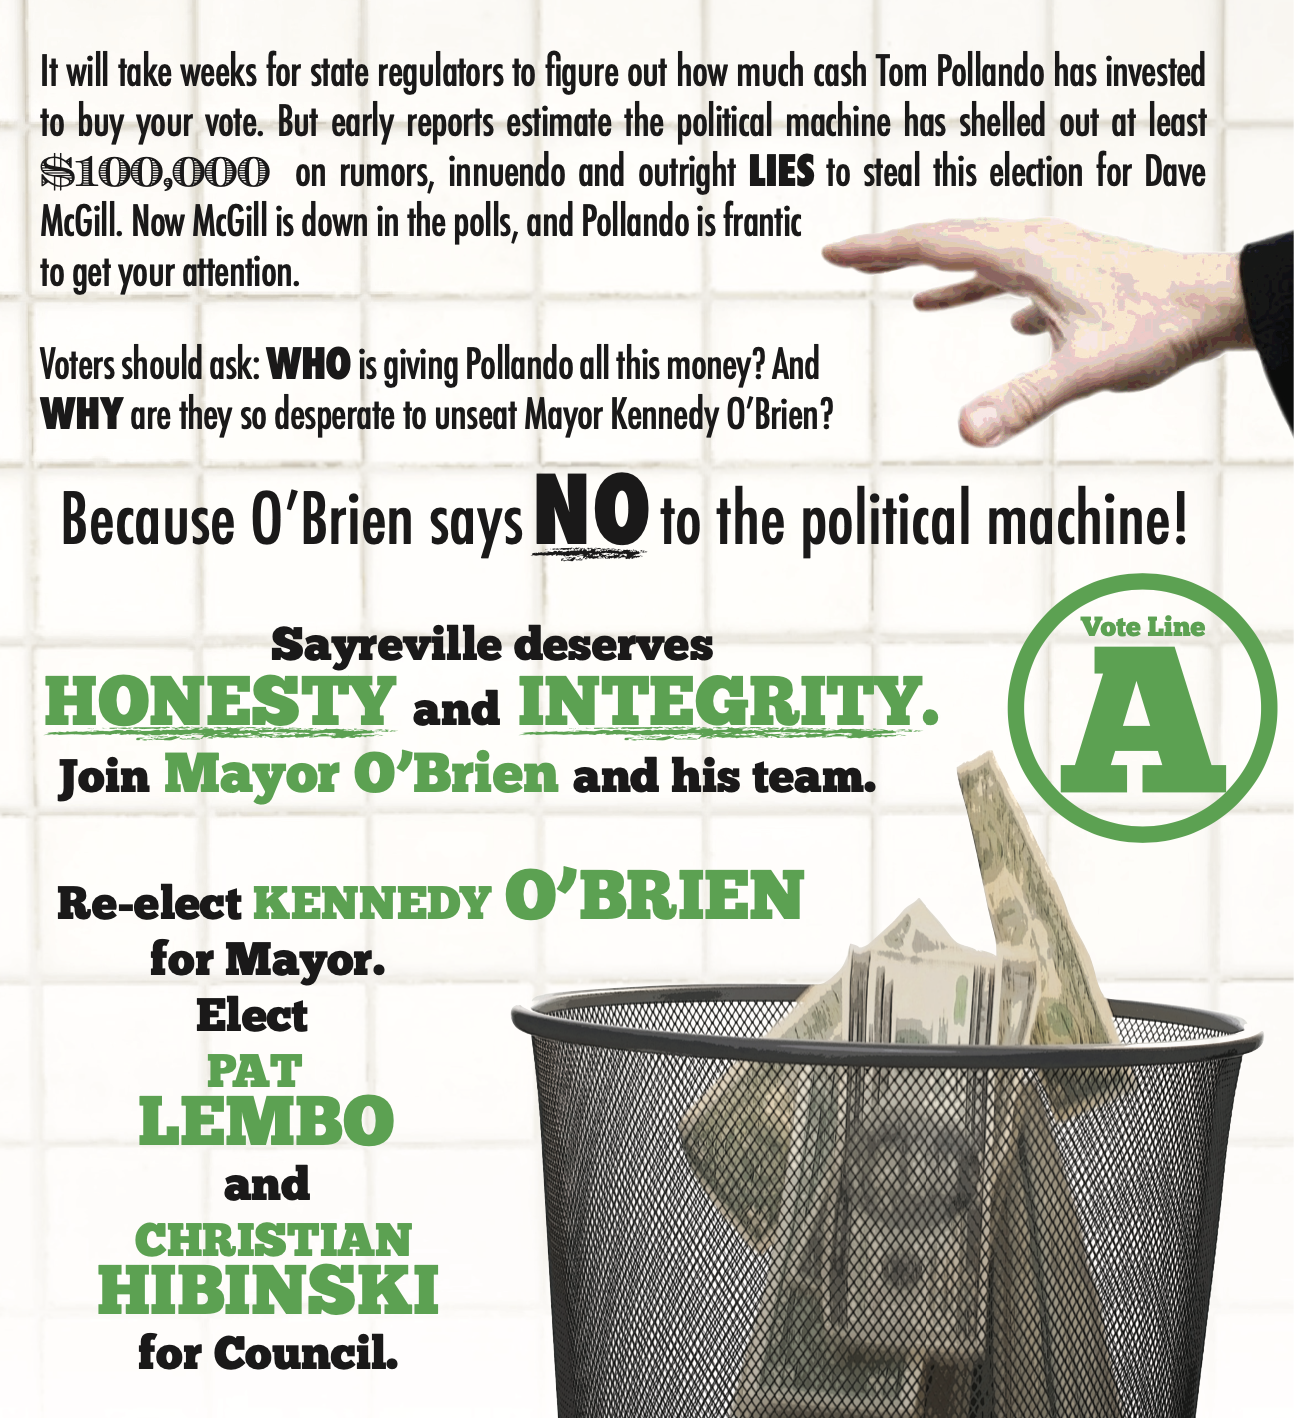 It will take weeks for state regulators to figure out how much cash Tom Pollando has invested
to buy your vote. But early reports estimate the political machine has shelled out at least
$100,000 on rumors, innuendo and outright LIES to steal this election for Dave
McGill. Now McGill is down in the polls, and Pollando is frantic
to get your attention.
Voters should ask: WHO is giving Pollando all this money? And
WHY are they so desperate to unseat Mayor Kennedy O’Brien?
Because O’Brien says NO to the political machine!
Vote Line
A
Sayreville deserves
HONESTY and INTEGRITY.
Join Mayor O’Brien and his team.
Re-elect KENNEDY O’BRIEN
for Mayor.
Elect
PAT
LEMBO
and
CHRISTIAN
HIBINSKI
for Council.